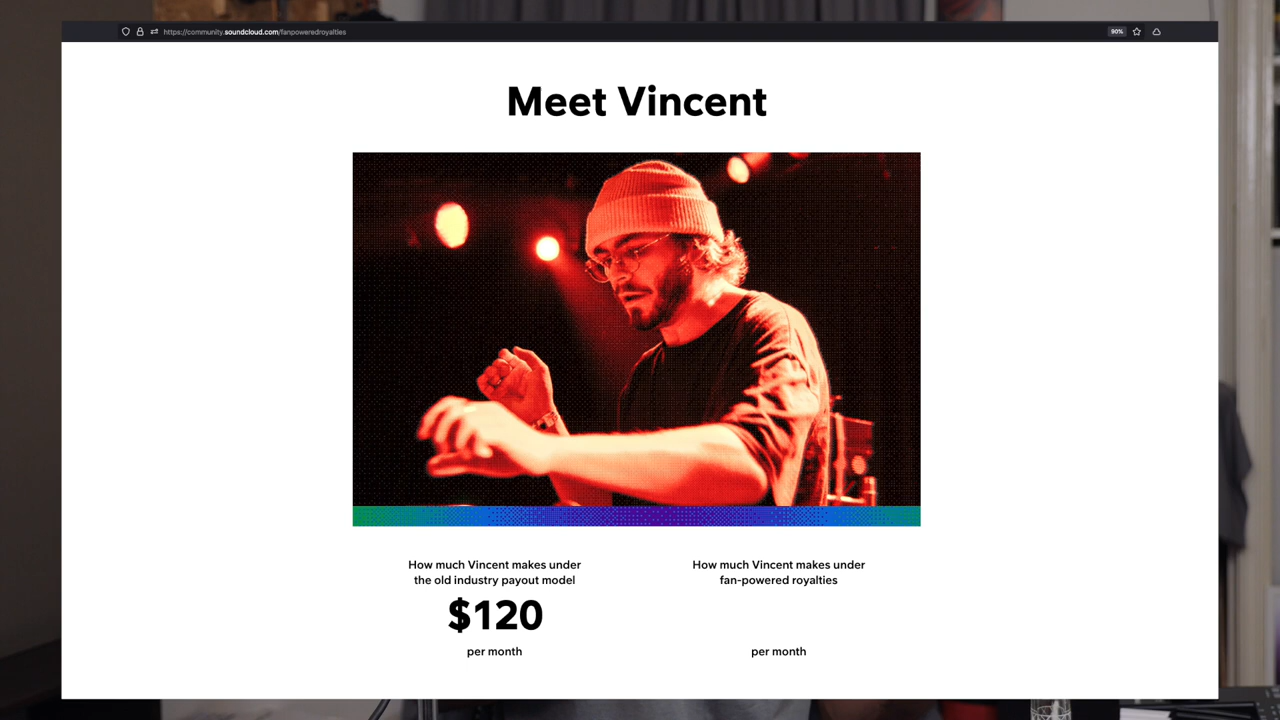 https://community.soundcloud.com/fanpoweredroyalties
90%
Meet Vincent
How much Vincent makes under
the old industry payout model
$120
per month
How much Vincent makes under
fan-powered royalties
per month